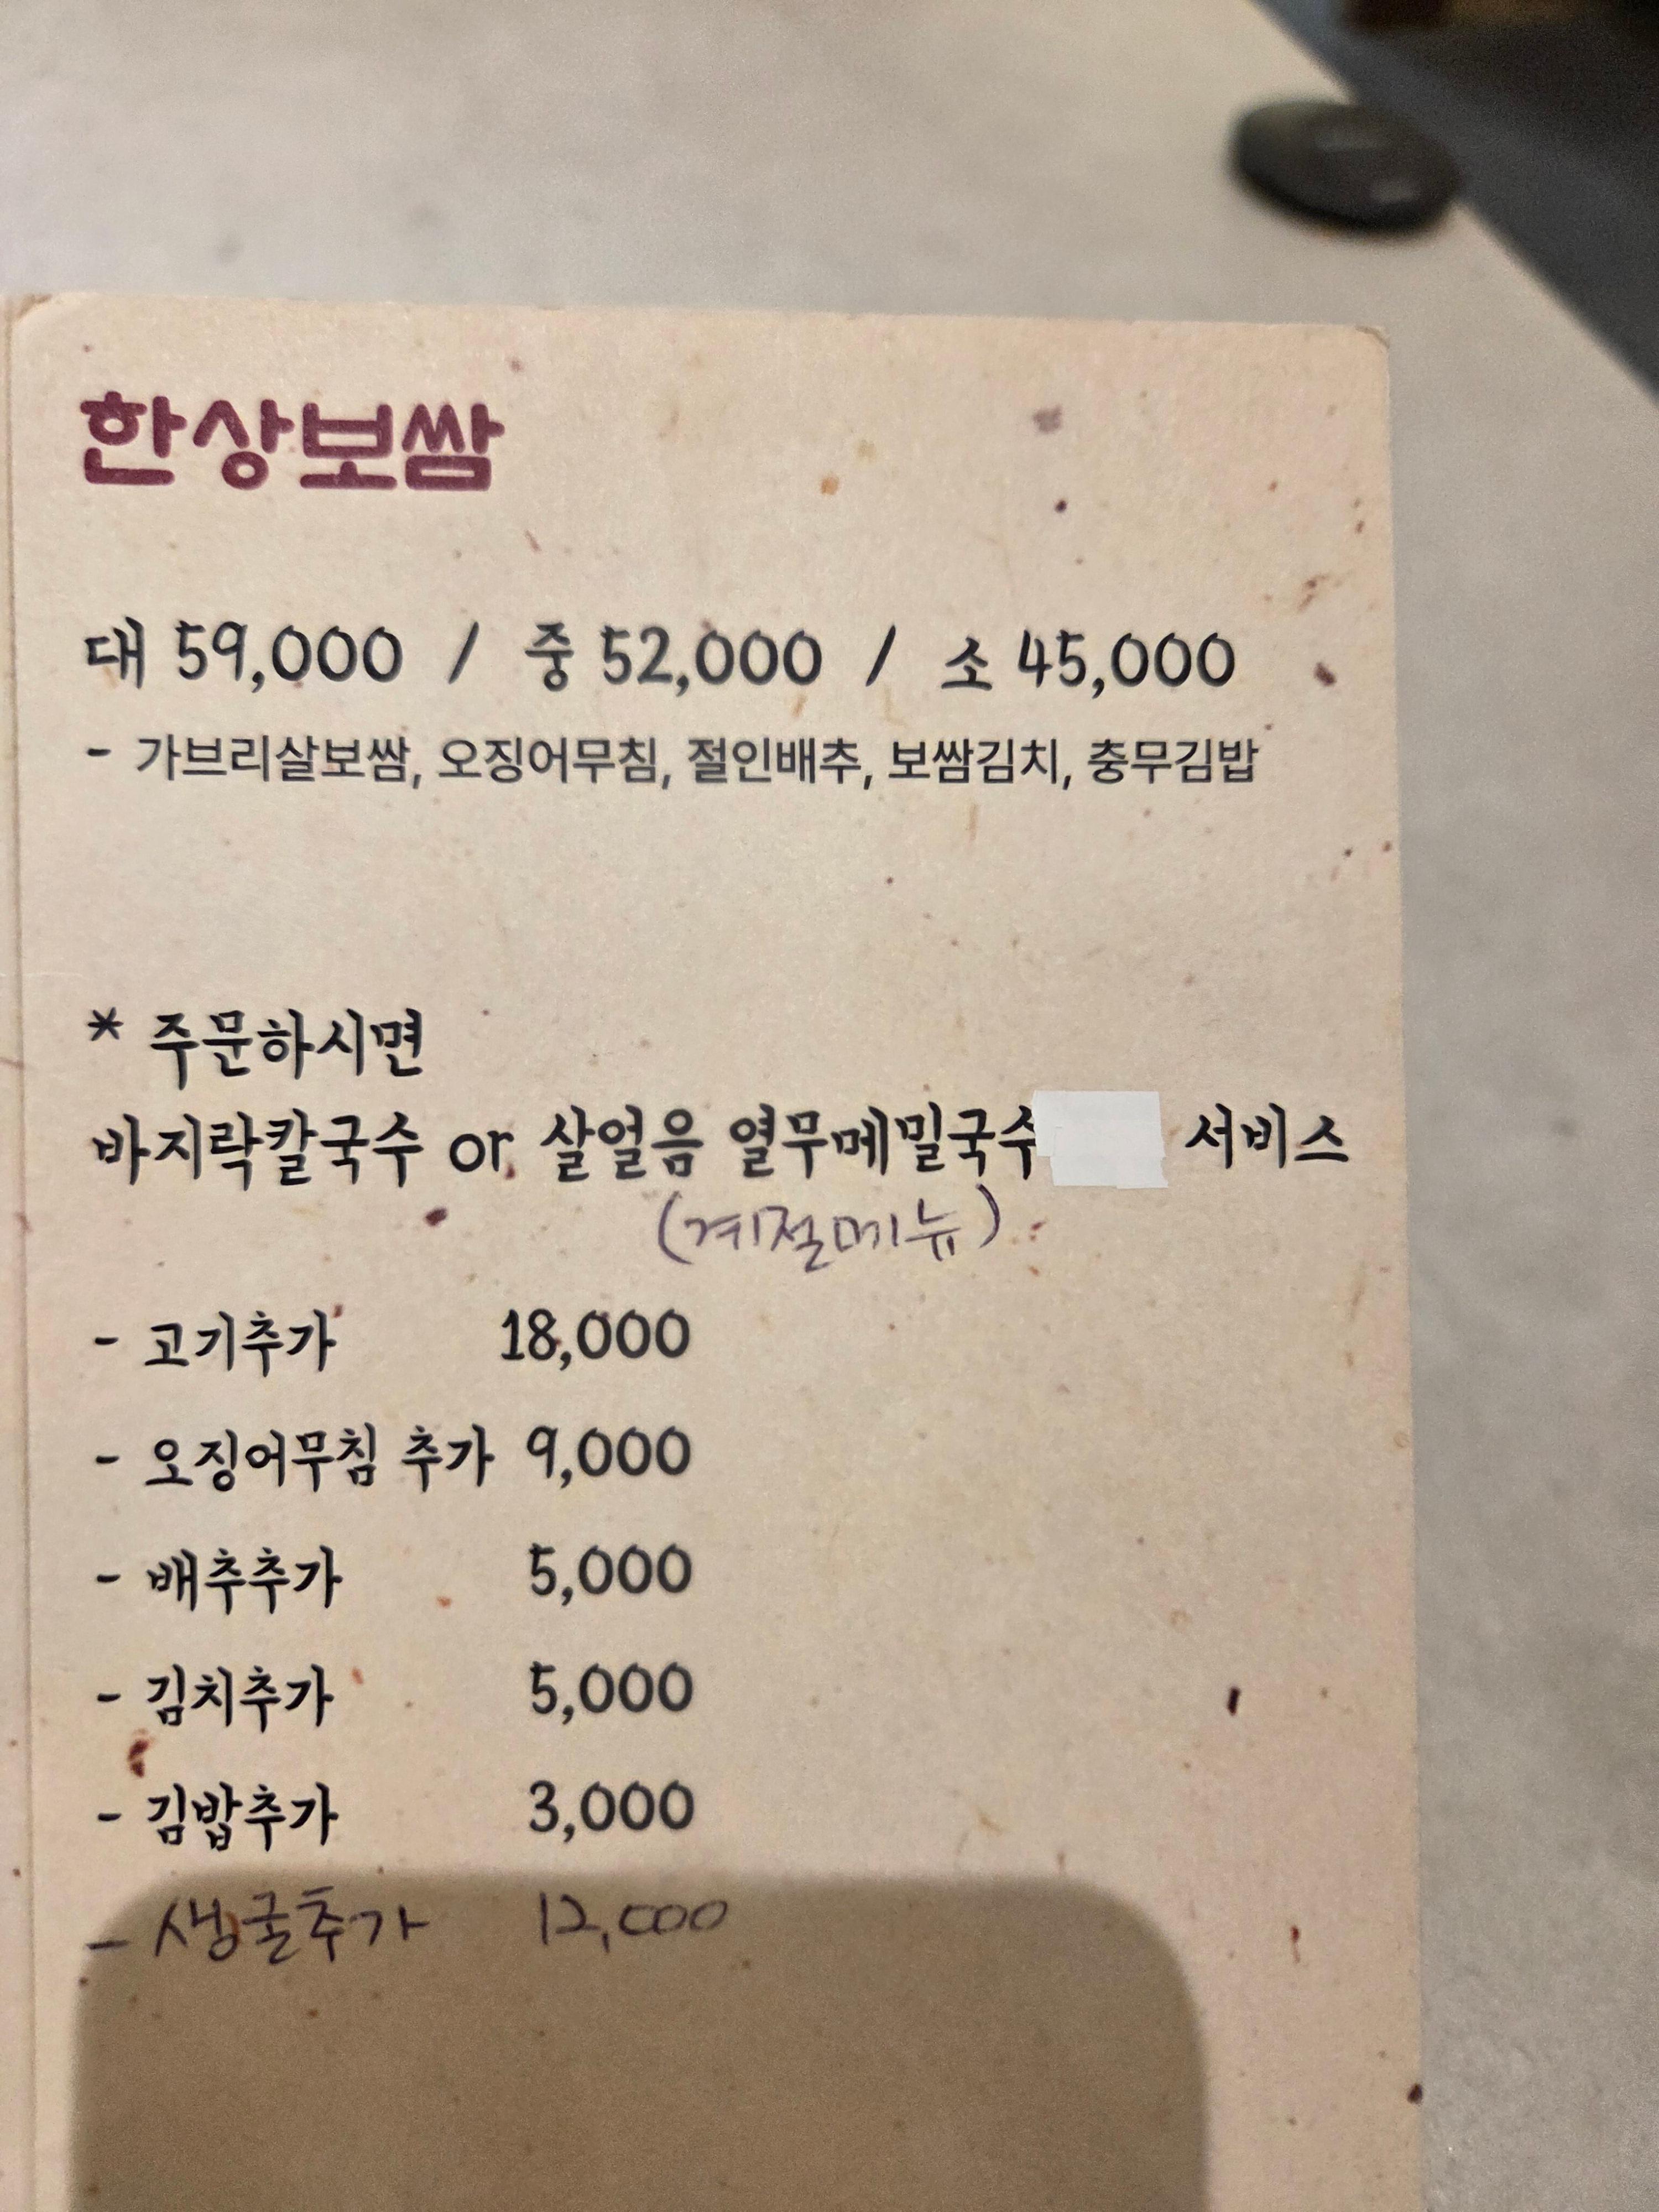 한상보쌈
대 59,000 / 중 52,000 / 소 45,000
- 가브리살보쌈, 오징어무침, 절인배추, 보쌈김치, 충무김밥
* 주문하시면
바지락칼국수 or 살얼음 열무메밀국수 서비스
(계절메뉴)
- 고기추가 18,000
- 오징어무침 추가 9,000
- 배추추가 5,000
- 김치추가 5,000
- 김밥추가 3,000
- 생굴추가 12,000